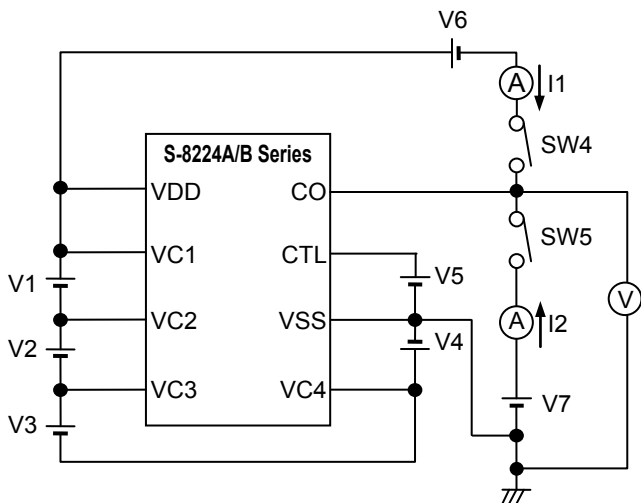 V6
A I1
S-8224A/B Series
SW4
VDD CO
SW5
VC1 CTL
V1 V5
VC2 VSS A I2 V
V2 V4
VC3 VC4 V7
V3